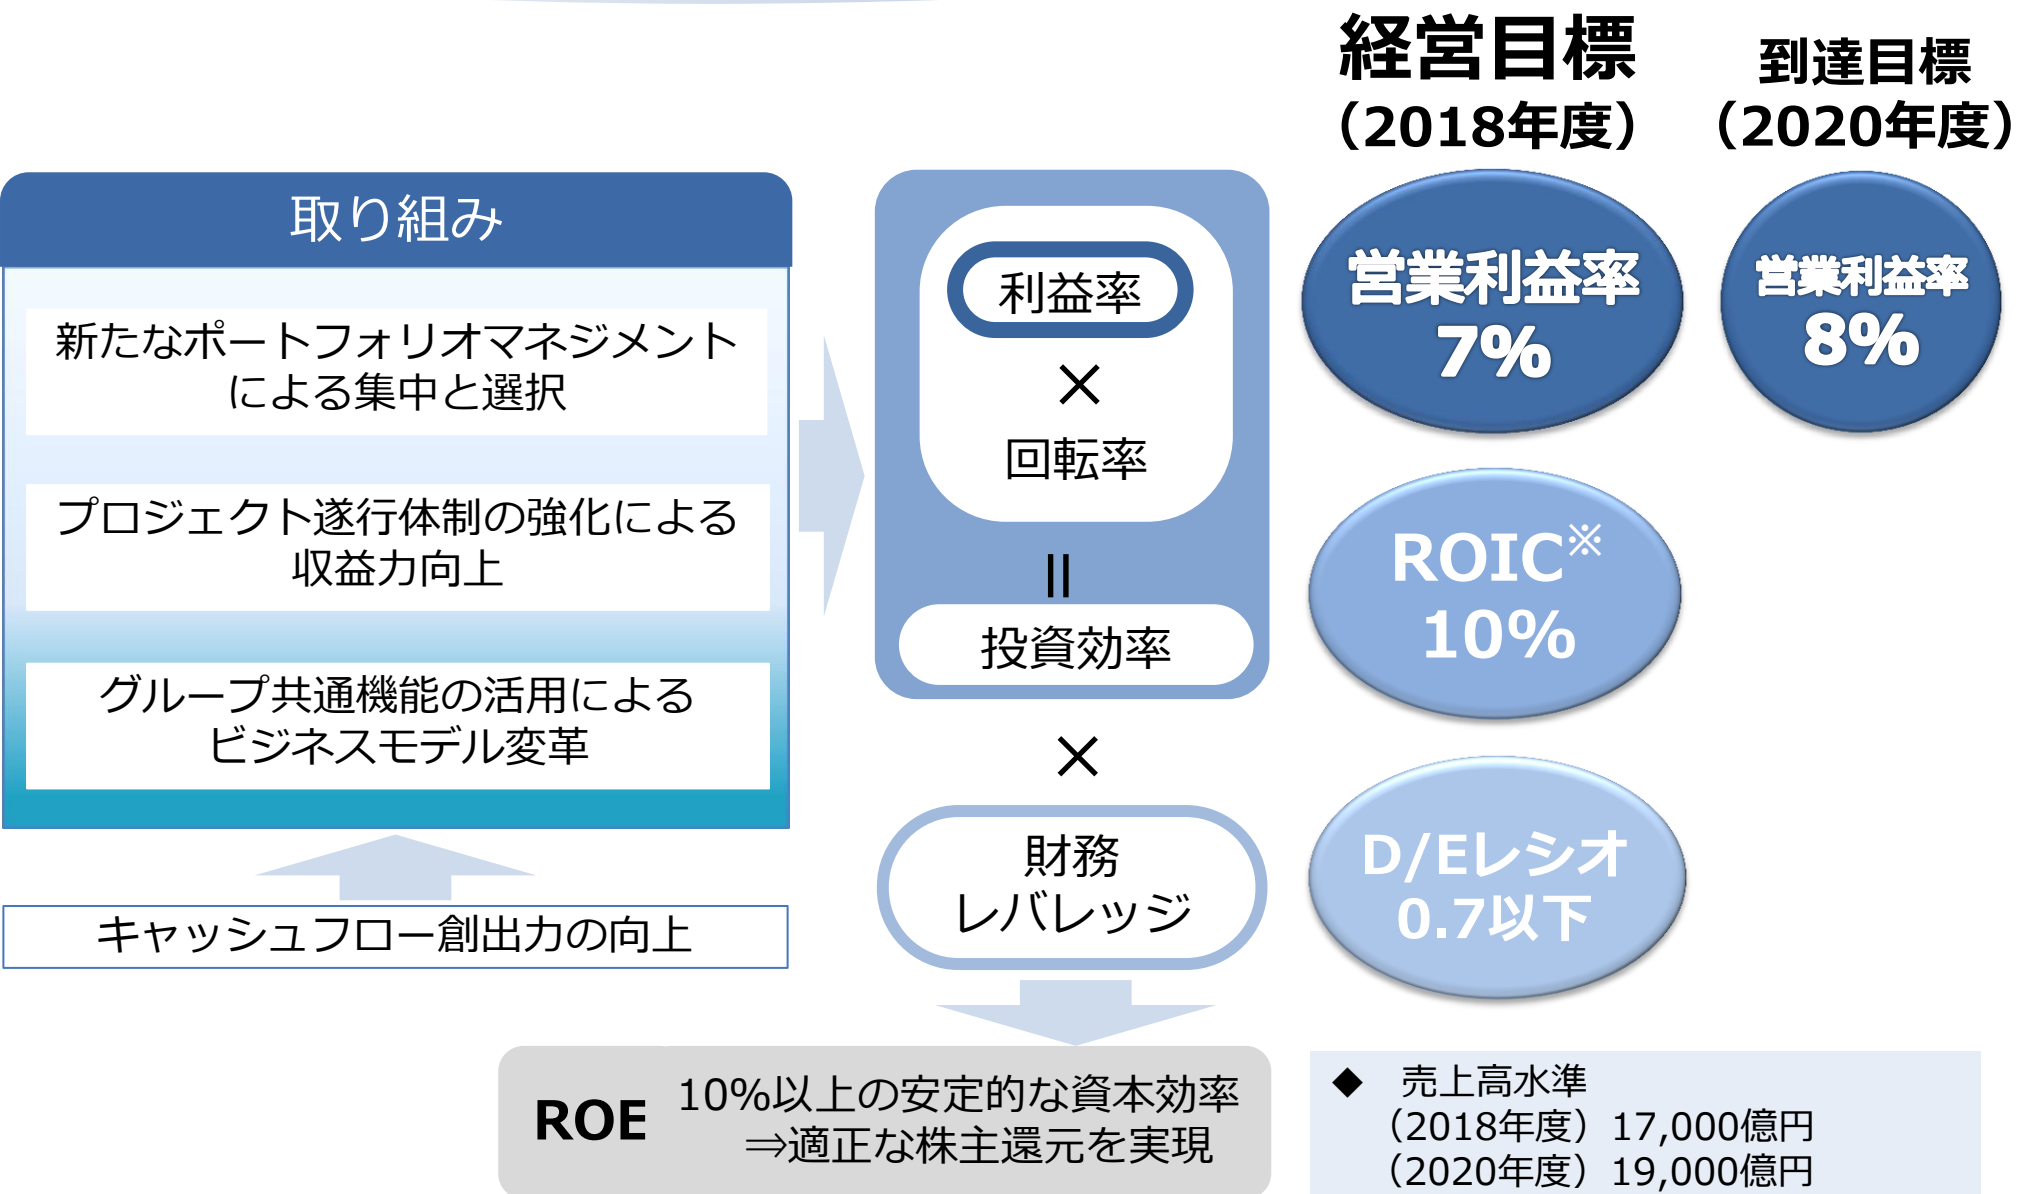 経営目標
（2018年度）
到達目標
（2020年度）
取り組み
新たなポートフォリオマネジメント
による集中と選択
プロジェクト遂行体制の強化による
収益力向上
グループ共通機能の活用による
ビジネスモデル変革
キャッシュフロー創出力の向上
利益率
×
回転率
＝
投資効率
×
財務
レバレッジ
営業利益率
7%
営業利益率
8%
ROIC※
10%
D/Eレシオ
0.7以下
ROE
10%以上の安定的な資本効率
⇒適正な株主還元を実現
◆ 売上高水準
（2018年度）17,000億円
（2020年度）19,000億円